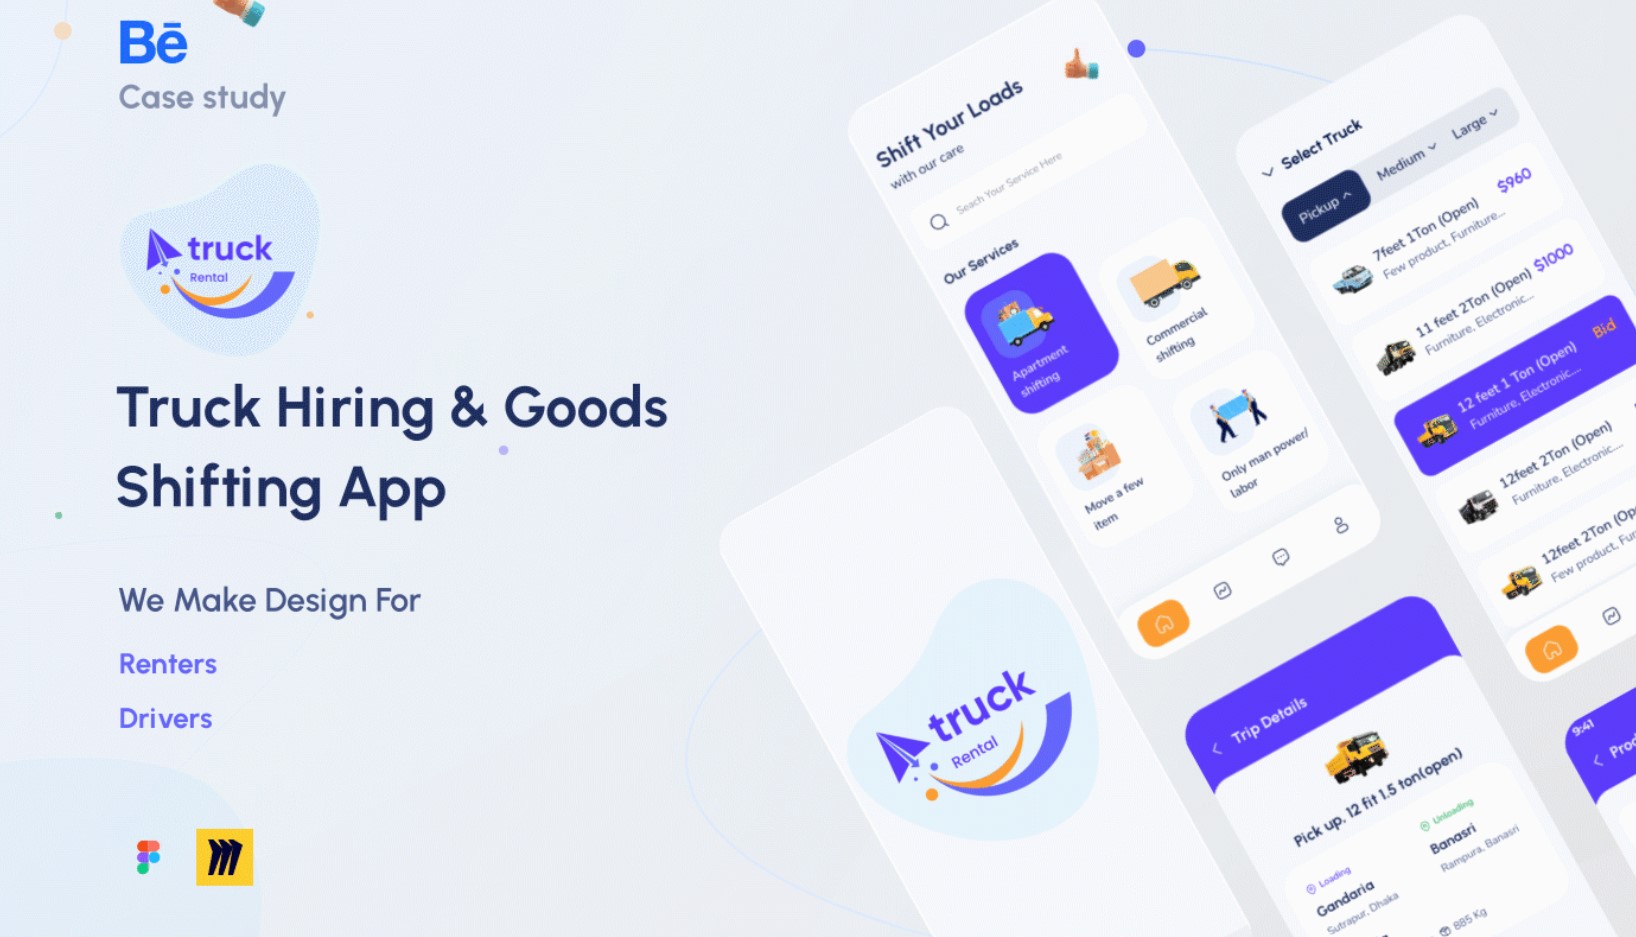 Bē
Case study
truck
Rental
Truck Hiring & Goods
Shifting App
We Make Design For
Renters
Drivers
Shift Your Loads
with our care
Seach Your Service Here
Our Services
Apartment
shifting
Commercial
shifting
Move a few
item
Only man power/
labor
Select Truck
Pickup
Medium
Large
7feet 1Ton (Open)
$960
Few product, Furniture...
11 feet 2Ton (Open)
$1000
Furniture, Electronic....
12 feet 1 Ton (Open)
Bid
Furniture, Electronic....
12feet 2Ton (Open)
Furniture, Electronic....
12feet 2Ton (Op
Few product, Fur
truck
Rental
Trip Details
Pick up. 12 fit 1.5 ton(open)
Loading
Gandaria
Sutrapur, Dhaka
Unloading
Banasri
Rampura, Banasri
885 Kg
9:41
Prod